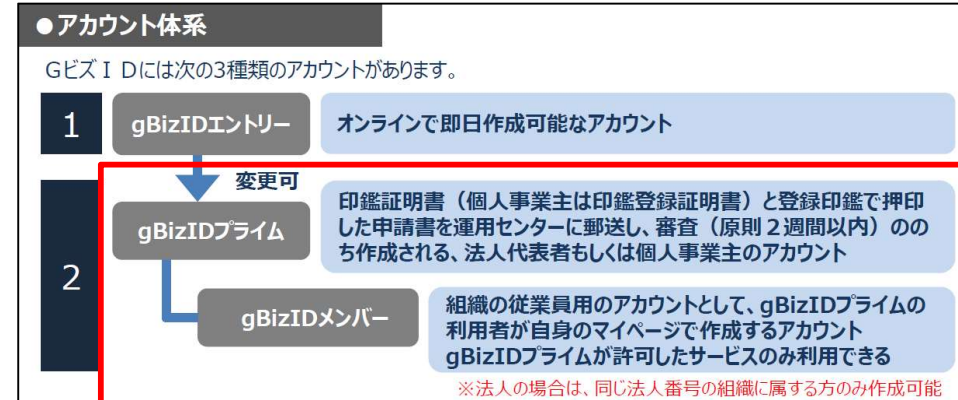 ●アカウント体系
GビズＩＤには次の3種類のアカウントがあります。
1
gBizIDエントリー
オンラインで即日作成可能なアカウント
変更可
2
gBizIDプライム
印鑑証明書（個人事業主は印鑑登録証明書）と登録印鑑で押印
した申請書を運用センターに郵送し、審査（原則２週間以内）のの
ち作成される、法人代表者もしくは個人事業主のアカウント
gBizIDメンバー
組織の従業員用のアカウントとして、gBizIDプライムの
利用者が自身のマイページで作成するアカウント
gBizIDプライムが許可したサービスのみ利用できる
※法人の場合は、同じ法人番号の組織に属する方のみ作成可能